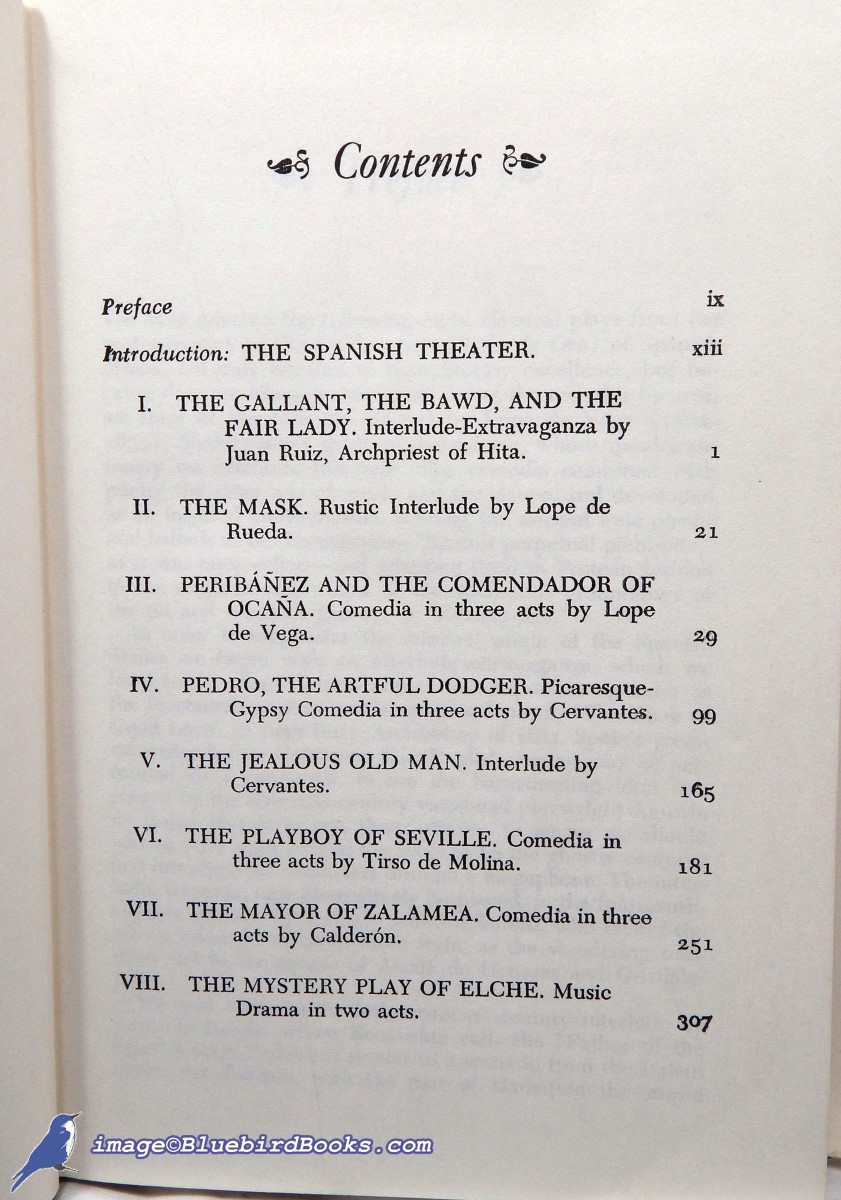 Contents
Preface ix
Introduction: THE SPANISH THEATER. xiii
I. THE GALLANT, THE BAWD, AND THE
FAIR LADY. Interlude-Extravaganza by
Juan Ruiz, Archpriest of Hita. 1
II. THE MASK. Rustic Interlude by Lope de
Rueda. 21
III. PERIBÁÑEZ AND THE COMENDADOR OF
OCAÑA. Comedia in three acts by Lope
de Vega. 29
IV. PEDRO, THE ARTFUL DODGER. Picaresque-
Gypsy Comedia in three acts by Cervantes. 99
V. THE JEALOUS OLD MAN. Interlude by
Cervantes. 165
VI. THE PLAYBOY OF SEVILLE. Comedia in
three acts by Tirso de Molina. 181
VII. THE MAYOR OF ZALAMEA. Comedia in three
acts by Calderón. 251
VIII. THE MYSTERY PLAY OF ELCHE. Music
Drama in two acts. 307
image©BluebirdBooks.com